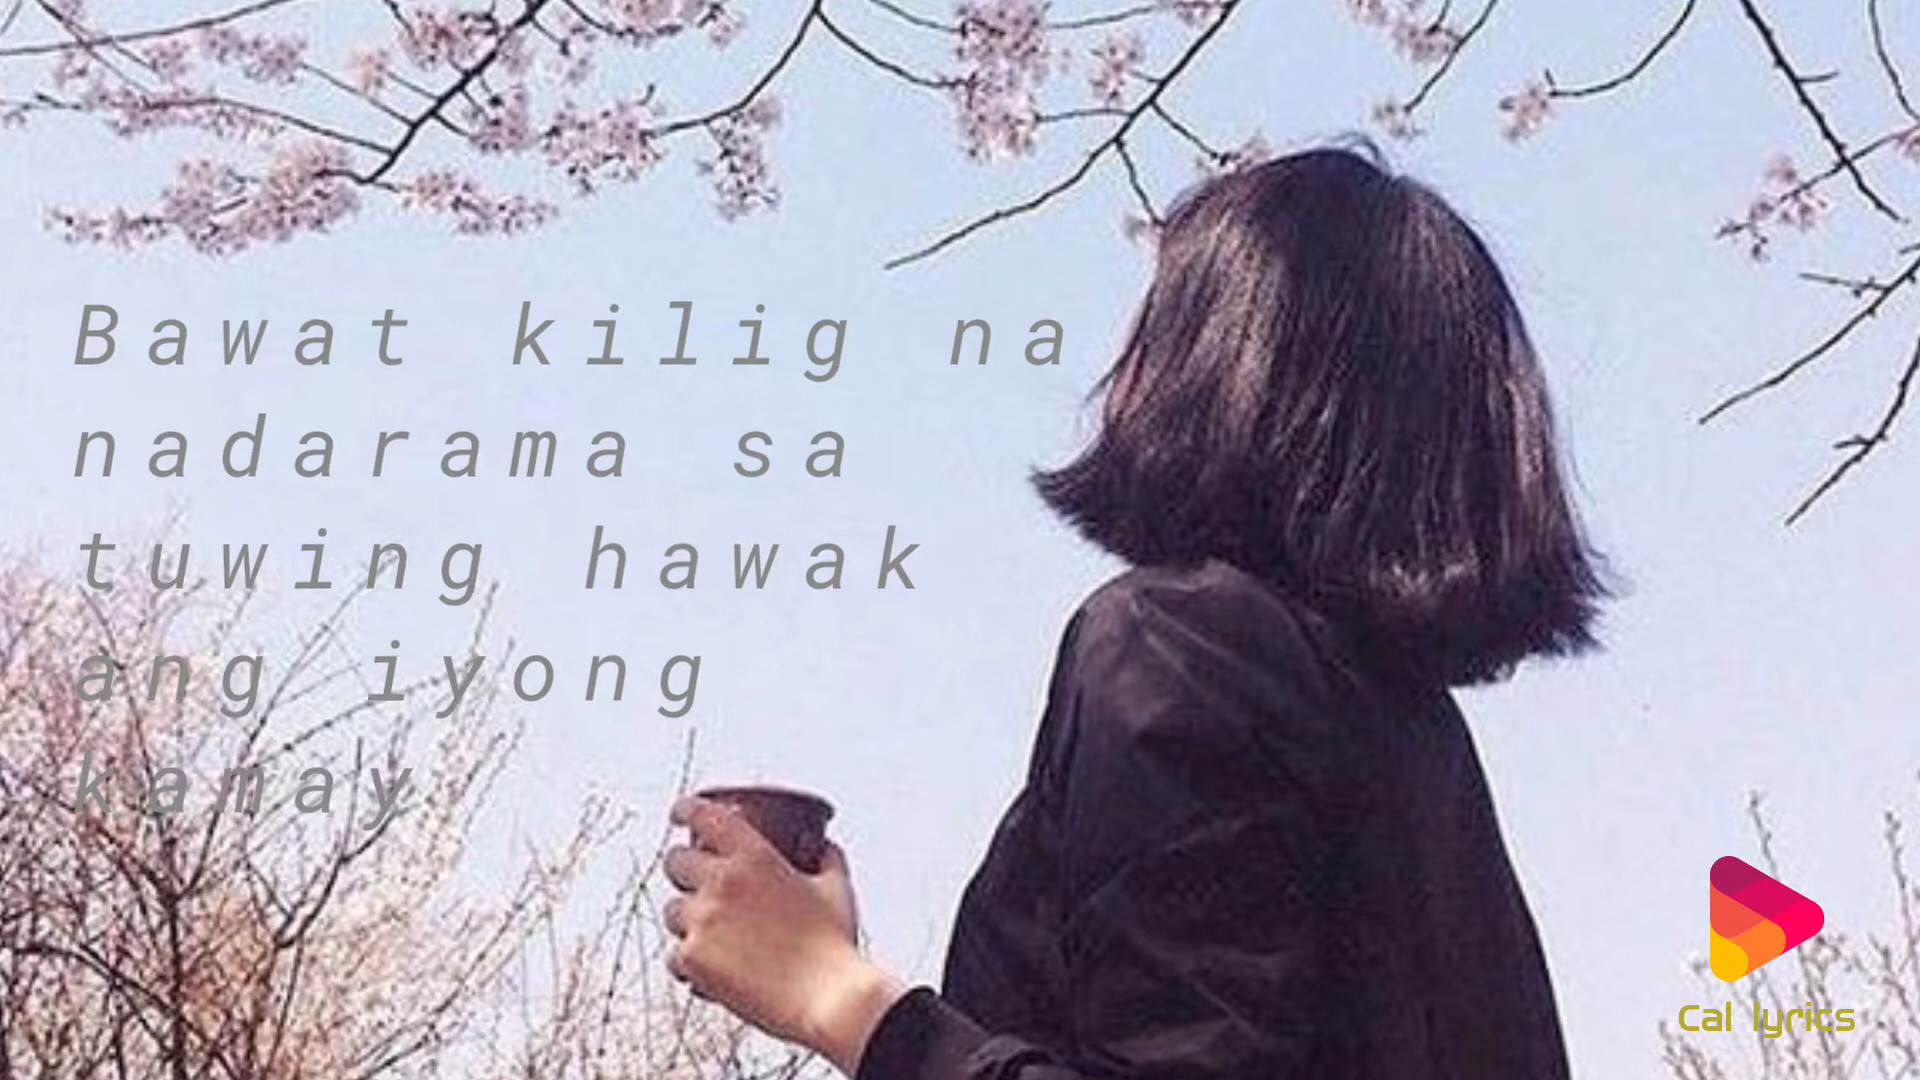 Bawat kilig na
nadarama sa
tuwing hawak
ang iyong
kamay
Cal lyrics